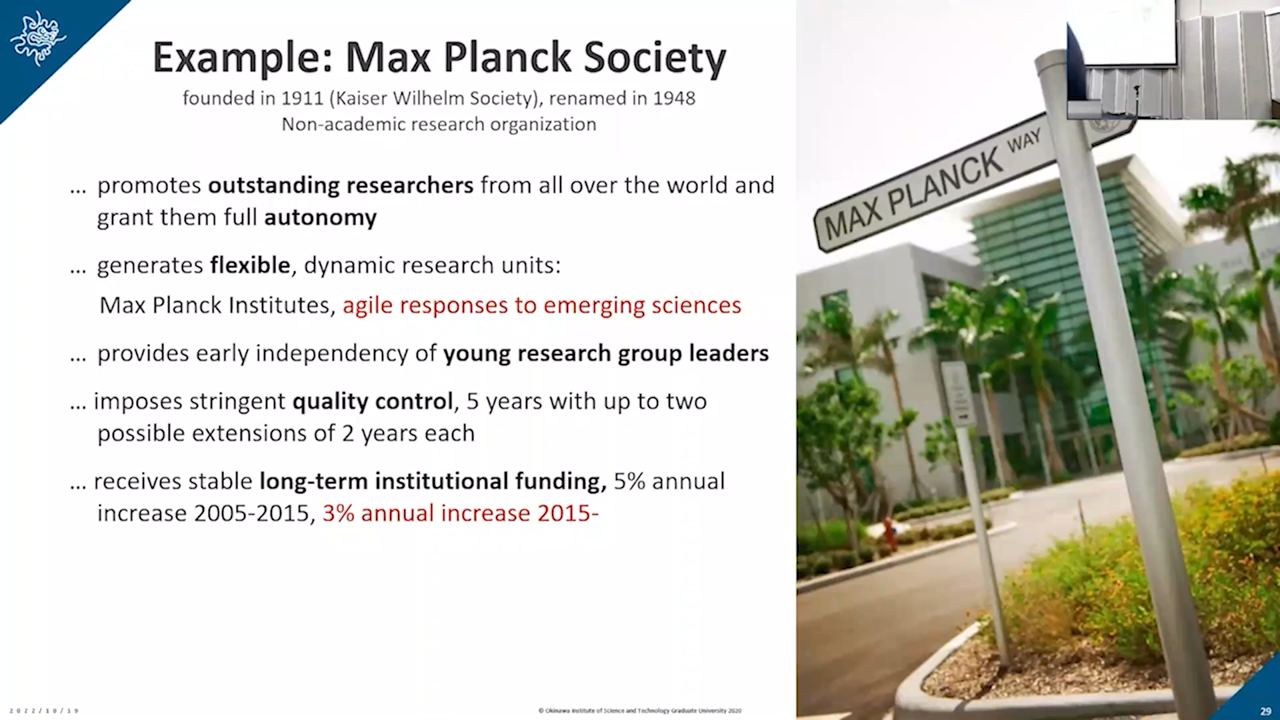 Example: Max Planck Society
founded in 1911 (Kaiser Wilhelm Society), renamed in 1948
Non-academic research organization
... promotes outstanding researchers from all over the world and
grant them full autonomy
... generates flexible, dynamic research units:
Max Planck Institutes, agile responses to emerging sciences
... provides early independency of young research group leaders
... imposes stringent quality control, 5 years with up to two
possible extensions of 2 years each
... receives stable long-term institutional funding, 5% annual
increase 2005-2015, 3% annual increase 2015-
MAX PLANCK WAY
2022/10/19
© Okinawa Institute of Science and Technology Graduate University 2020
29